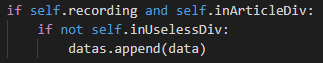 if self.recording and self.inArticleDiv:
    if not self.inUselessDiv:
        datas.append(data)